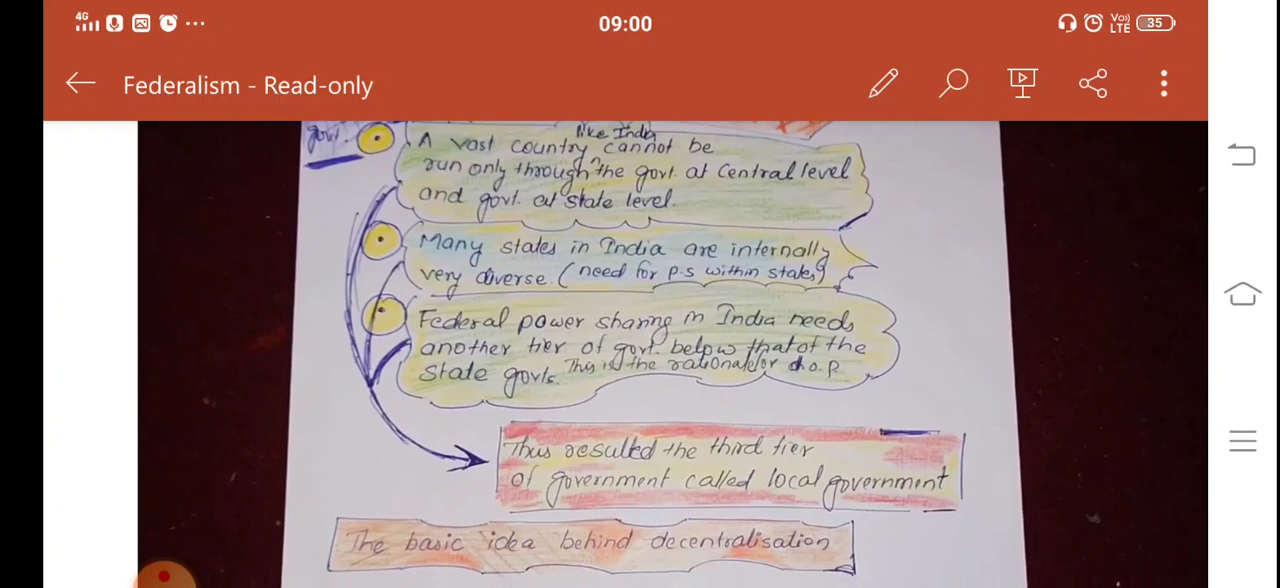 4G
09:00
Vo))
LTE
35
Federalism - Read-only
govt.
like India
A vast country ^ cannot be
run only through the govt. at Central level
and govt. at state level.
Many states in India are internally
very diverse. (need for p.s within states)
Federal power sharing in India needs
another tier of govt. below that of the
State govts. This is the rationale for d.o.p.
Thus resulted the third tier
of government called local government
The basic idea behind decentralisation